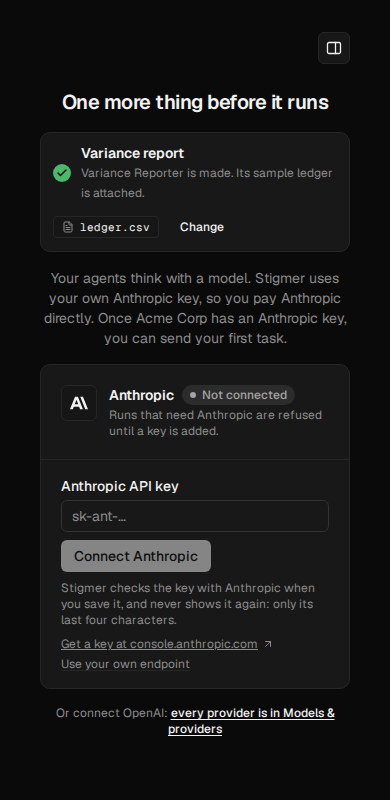 One more thing before it runs
Variance report
Variance Reporter is made. Its sample ledger
is attached.
ledger.csv
Change
Your agents think with a model. Stigmer uses
your own Anthropic key, so you pay Anthropic
directly. Once Acme Corp has an Anthropic key,
you can send your first task.
Anthropic
Not connected
Runs that need Anthropic are refused
until a key is added.
Anthropic API key
sk-ant-...
Connect Anthropic
Stigmer checks the key with Anthropic when
you save it, and never shows it again: only its
last four characters.
Get a key at console.anthropic.com ↗
Use your own endpoint
Or connect OpenAI: every provider is in Models &
providers